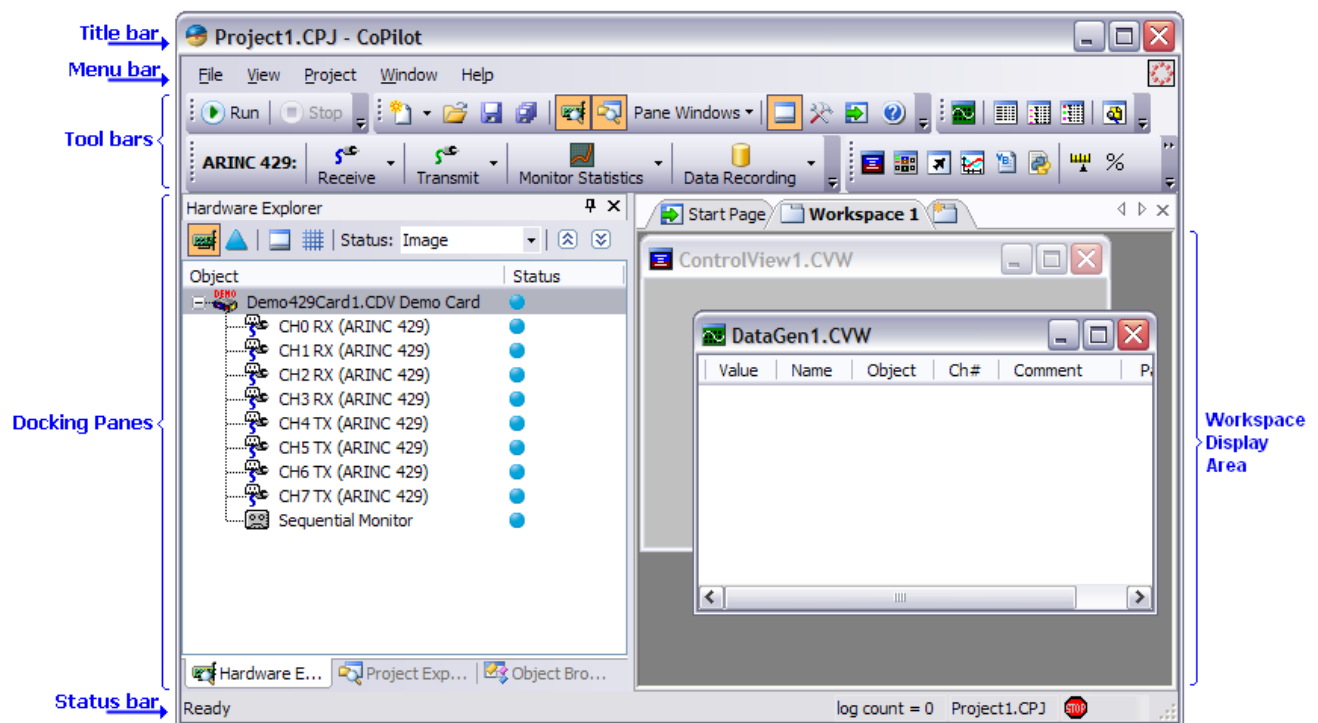 Title bar
Project1.CPJ - CoPilot
Menu bar
File View Project Window Help
Tool bars
Run Stop Pane Windows
ARINC 429: Receive Transmit Monitor Statistics Data Recording %
Hardware Explorer
Start Page Workspace 1
Status: Image
Object Status
DEMO
Demo429Card1.CDV Demo Card
CH0 RX (ARINC 429)
CH1 RX (ARINC 429)
CH2 RX (ARINC 429)
CH3 RX (ARINC 429)
CH4 TX (ARINC 429)
CH5 TX (ARINC 429)
CH6 TX (ARINC 429)
CH7 TX (ARINC 429)
Sequential Monitor
Docking Panes
ControlView1.CVW
DataGen1.CVW
Value Name Object Ch# Comment
Workspace
Display
Area
Hardware E... Project Exp... Object Bro...
Status bar
Ready
log count = 0 Project1.CPJ STOP